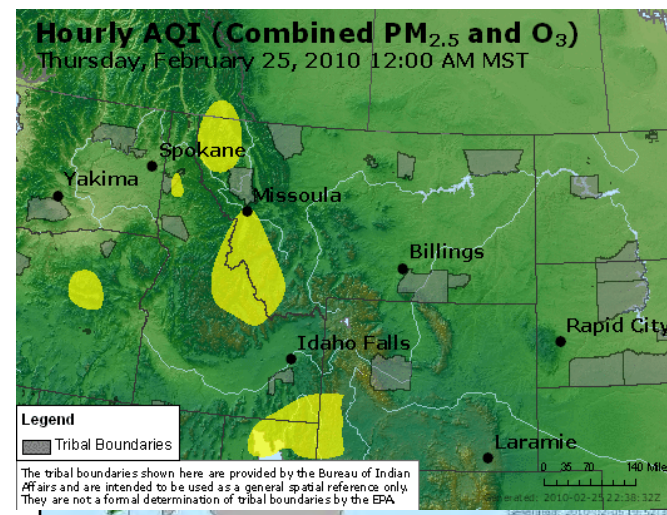 Hourly AQI (Combined PM2.5 and O3)
Thursday, February 25, 2010 12:00 AM MST
Spokane
Yakima
Missoula
Billings
Rapid City
Idaho Falls
Laramie
Legend
Tribal Boundaries
0 35 70 140 Mile
The tribal boundaries shown here are provided by the Bureau of Indian
Affairs and are intended to be used as a general spatial reference only.
They are not a formal determination of tribal boundaries by the EPA
Generated: 2010-02-25 22:38:32Z